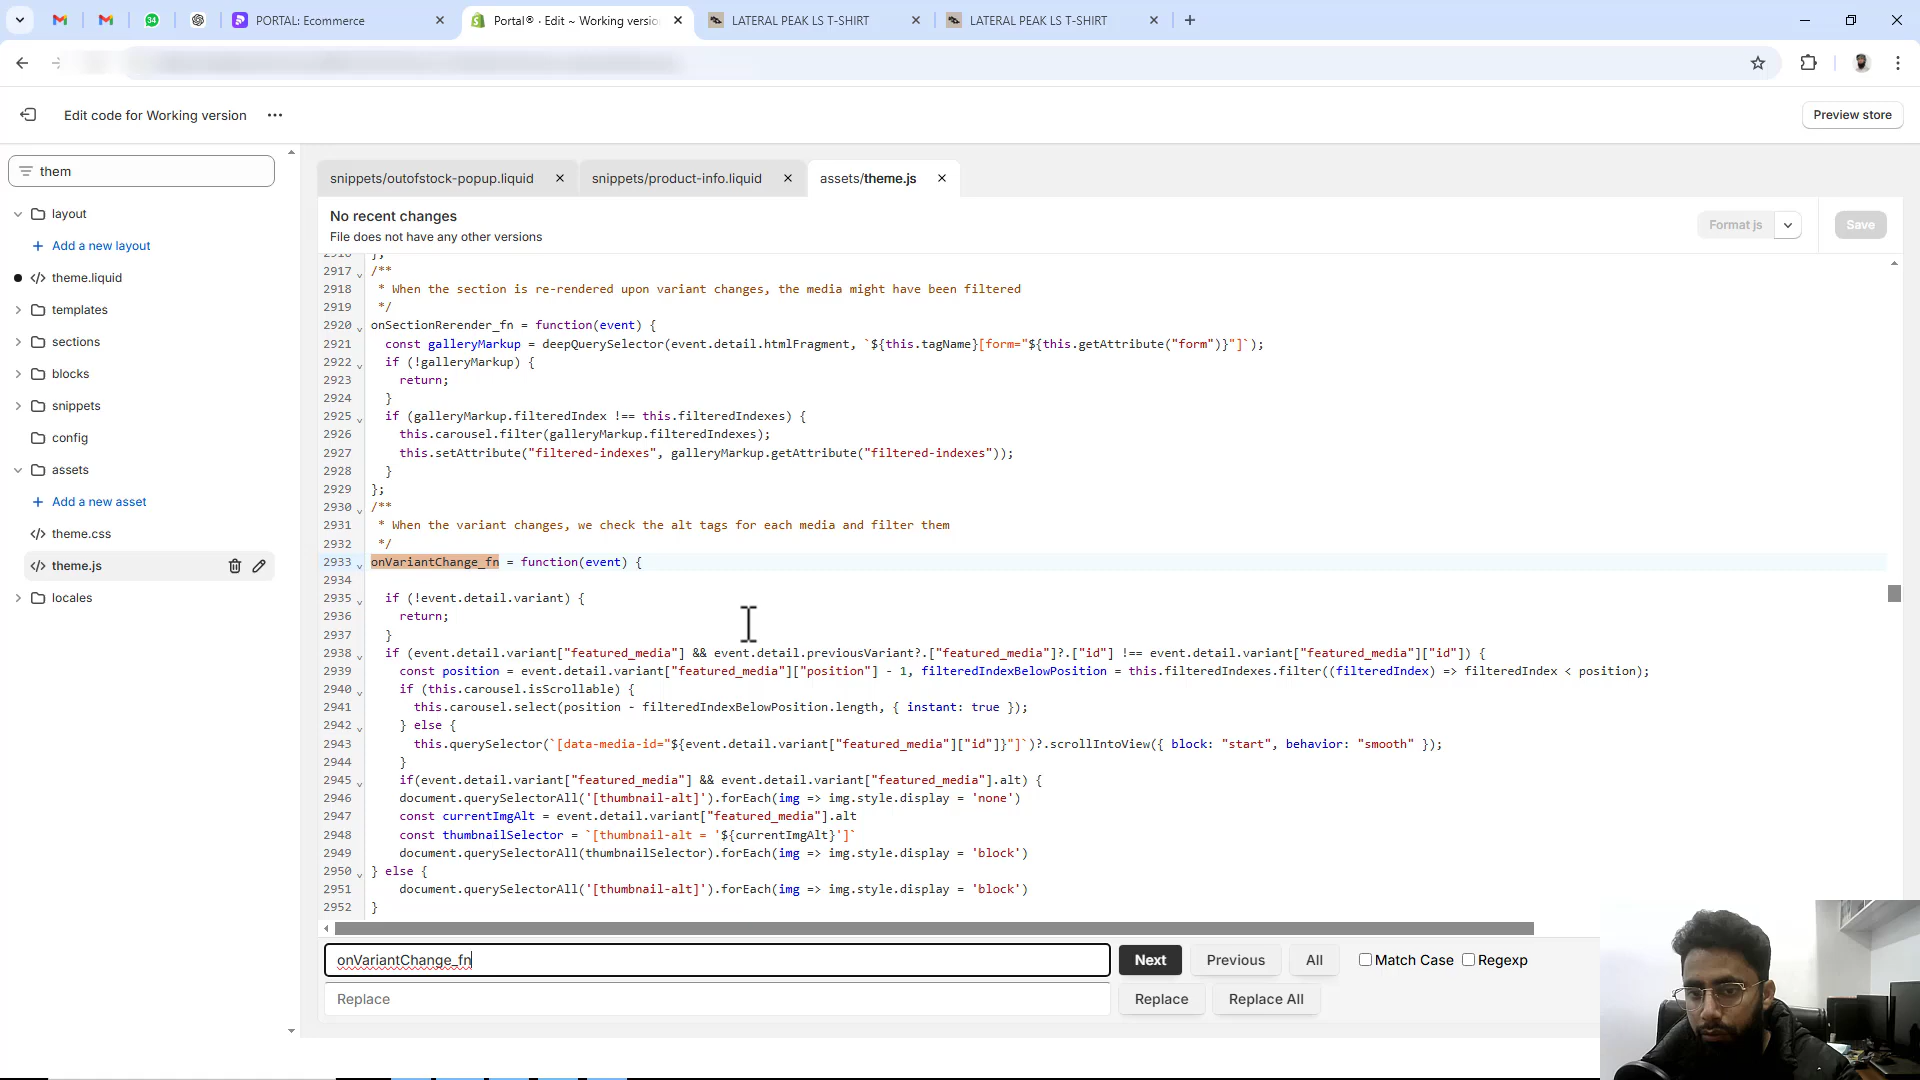 34
PORTAL: Ecommerce
Portal® · Edit ~ Working versio
LATERAL PEAK LS T-SHIRT
LATERAL PEAK LS T-SHIRT
Edit code for Working version
Preview store
them
layout
Add a new layout
theme.liquid
templates
sections
blocks
snippets
config
assets
Add a new asset
theme.css
theme.js
locales
snippets/outofstock-popup.liquid
snippets/product-info.liquid
assets/theme.js
No recent changes
File does not have any other versions
Format js
Save
2916 };
2917 /**
2918 * When the section is re-rendered upon variant changes, the media might have been filtered
2919 */
2920 onSectionRerender_fn = function(event) {
2921 const galleryMarkup = deepQuerySelector(event.detail.htmlFragment, `${this.tagName}[form="${this.getAttribute("form")}"]`);
2922 if (!galleryMarkup) {
2923 return;
2924 }
2925 if (galleryMarkup.filteredIndex !== this.filteredIndexes) {
2926 this.carousel.filter(galleryMarkup.filteredIndexes);
2927 this.setAttribute("filtered-indexes", galleryMarkup.getAttribute("filtered-indexes"));
2928 }
2929 };
2930 /**
2931 * When the variant changes, we check the alt tags for each media and filter them
2932 */
2933 onVariantChange_fn = function(event) {
2934
2935 if (!event.detail.variant) {
2936 return;
2937 }
2938 if (event.detail.variant["featured_media"] && event.detail.previousVariant?.["featured_media"]?.["id"] !== event.detail.variant["featured_media"]["id"]) {
2939 const position = event.detail.variant["featured_media"]["position"] - 1, filteredIndexBelowPosition = this.filteredIndexes.filter((filteredIndex) => filteredIndex < position);
2940 if (this.carousel.isScrollable) {
2941 this.carousel.select(position - filteredIndexBelowPosition.length, { instant: true });
2942 } else {
2943 this.querySelector(`[data-media-id="${event.detail.variant["featured_media"]["id"]}"]`)?.scrollIntoView({ block: "start", behavior: "smooth" });
2944 }
2945 if(event.detail.variant["featured_media"] && event.detail.variant["featured_media"].alt) {
2946 document.querySelectorAll('[thumbnail-alt]').forEach(img => img.style.display = 'none')
2947 const currentImgAlt = event.detail.variant["featured_media"].alt
2948 const thumbnailSelector = `[thumbnail-alt = '${currentImgAlt}']`
2949 document.querySelectorAll(thumbnailSelector).forEach(img => img.style.display = 'block')
2950 } else {
2951 document.querySelectorAll('[thumbnail-alt]').forEach(img => img.style.display = 'block')
2952 }
onVariantChange_fn
Next
Previous
All
Match Case
Regexp
Replace
Replace
Replace All